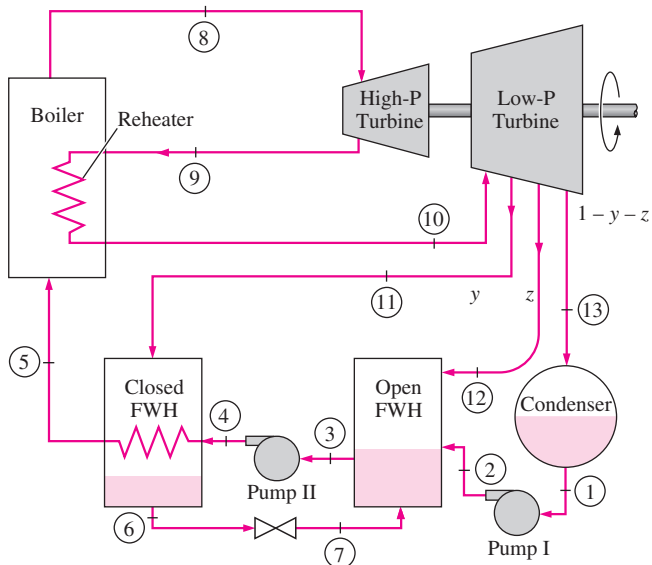 8
Boiler
Reheater
High-P
Turbine
Low-P
Turbine
9
10
1 – y – z
11
y
z
13
5
Closed
FWH
4
3
Open
FWH
12
Condenser
2
1
Pump II
Pump I
6
7